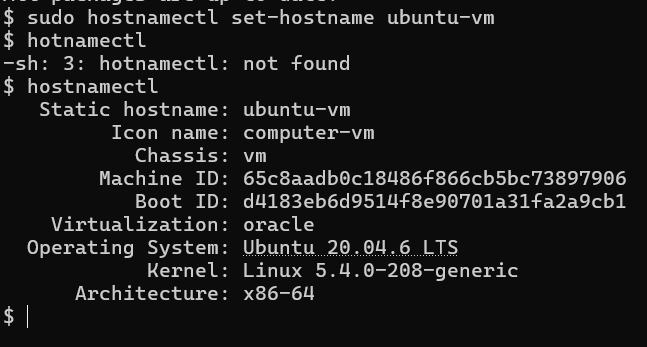 $ sudo hostnamectl set-hostname ubuntu-vm
$ hotnamectl
-sh: 3: hotnamectl: not found
$ hostnamectl
   Static hostname: ubuntu-vm
         Icon name: computer-vm
           Chassis: vm
        Machine ID: 65c8aadb0c18486f866cb5bc73897906
           Boot ID: d4183eb6d9514f8e90701a31fa2a9cb1
    Virtualization: oracle
  Operating System: Ubuntu 20.04.6 LTS
            Kernel: Linux 5.4.0-208-generic
      Architecture: x86-64
$